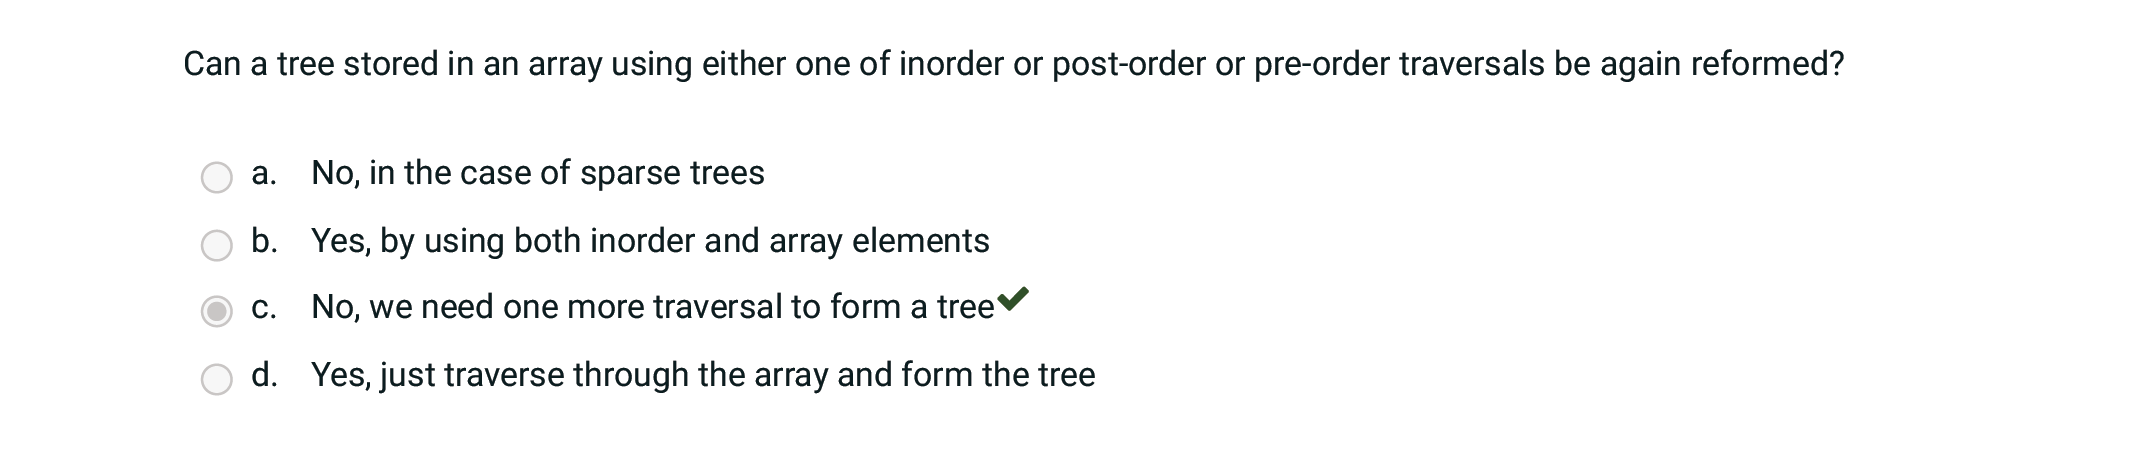 Can a tree stored in an array using either one of inorder or post-order or pre-order traversals be again reformed?
a. No, in the case of sparse trees
b. Yes, by using both inorder and array elements
c. No, we need one more traversal to form a tree
d. Yes, just traverse through the array and form the tree